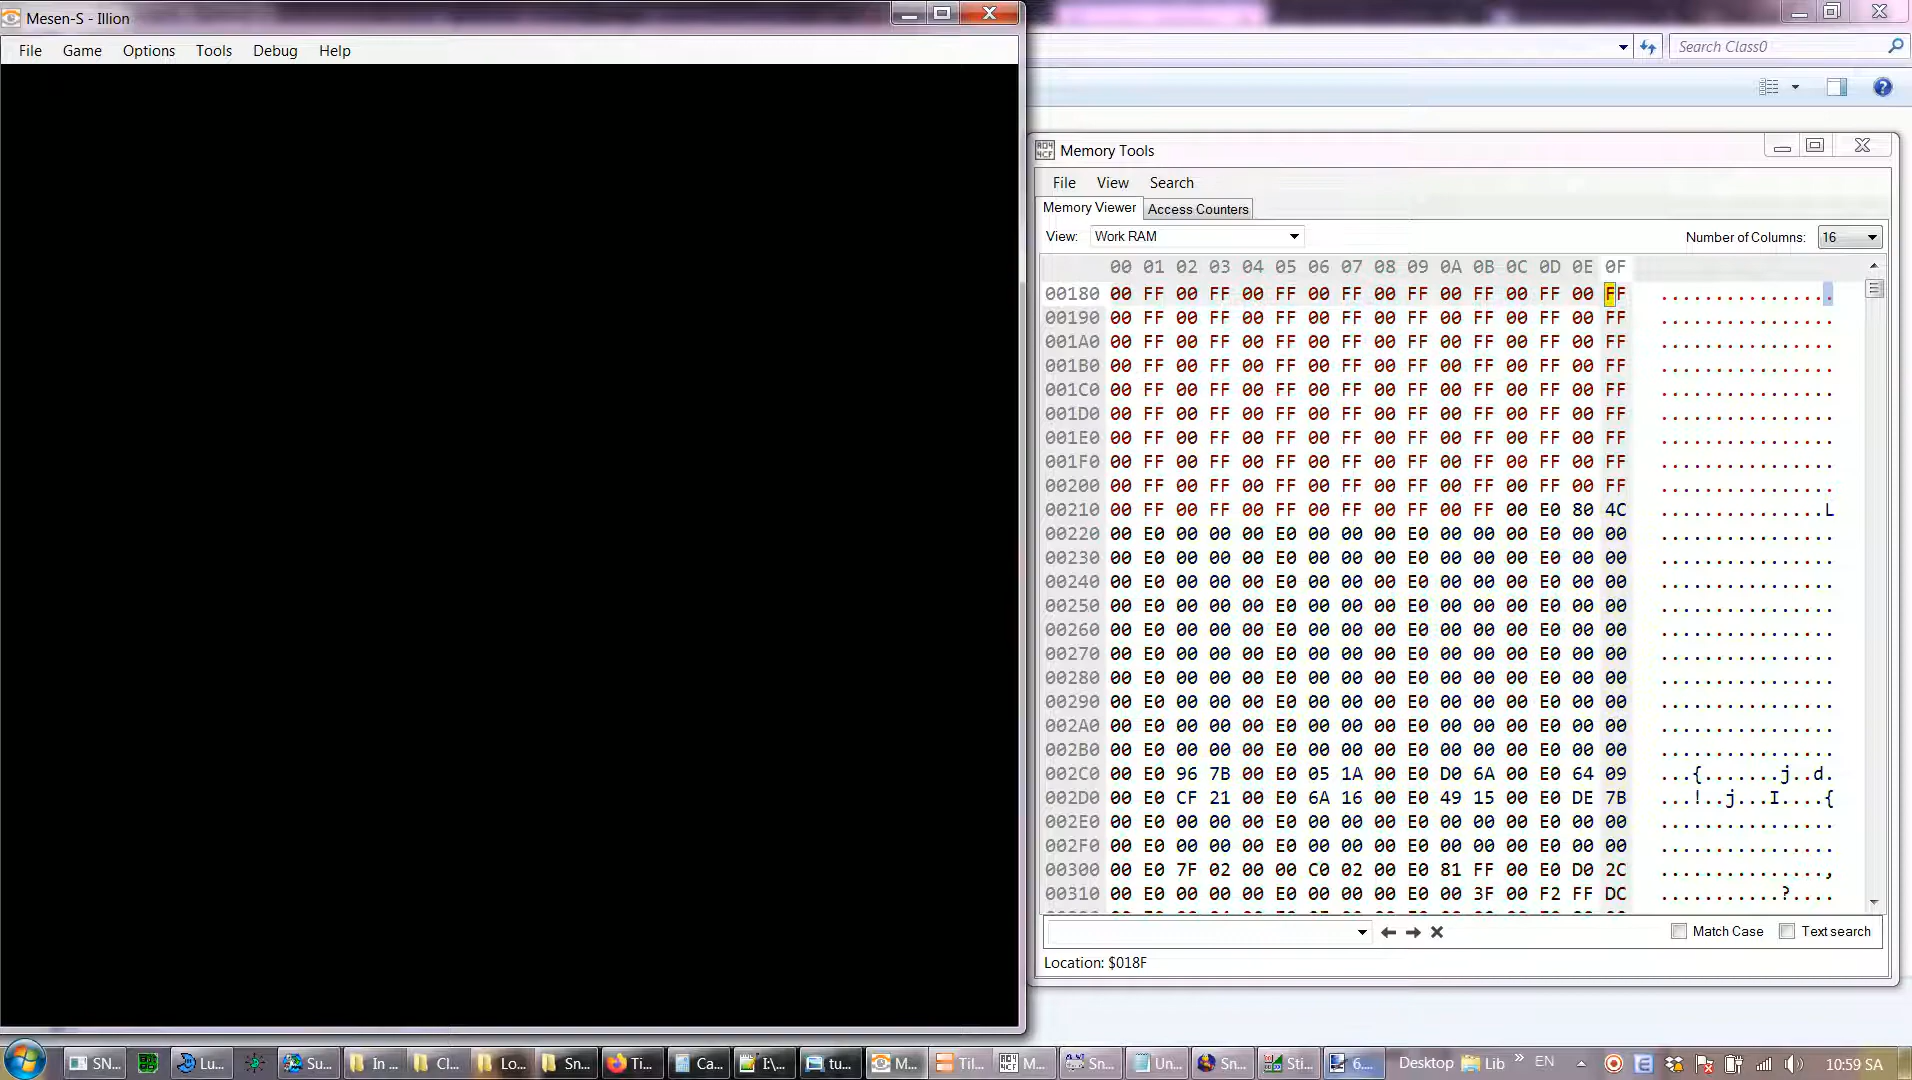 Mesen-S - Illion
File Game Options Tools Debug Help
Search Class0
Memory Tools
File View Search
Memory Viewer Access Counters
View: Work RAM Number of Columns: 16
00 01 02 03 04 05 06 07 08 09 0A 0B 0C 0D 0E 0F
00180 00 FF 00 FF 00 FF 00 FF 00 FF 00 FF 00 FF 00 FF ................
00190 00 FF 00 FF 00 FF 00 FF 00 FF 00 FF 00 FF 00 FF ................
001A0 00 FF 00 FF 00 FF 00 FF 00 FF 00 FF 00 FF 00 FF ................
001B0 00 FF 00 FF 00 FF 00 FF 00 FF 00 FF 00 FF 00 FF ................
001C0 00 FF 00 FF 00 FF 00 FF 00 FF 00 FF 00 FF 00 FF ................
001D0 00 FF 00 FF 00 FF 00 FF 00 FF 00 FF 00 FF 00 FF ................
001E0 00 FF 00 FF 00 FF 00 FF 00 FF 00 FF 00 FF 00 FF ................
001F0 00 FF 00 FF 00 FF 00 FF 00 FF 00 FF 00 FF 00 FF ................
00200 00 FF 00 FF 00 FF 00 FF 00 FF 00 FF 00 FF 00 FF ................
00210 00 FF 00 FF 00 FF 00 FF 00 FF 00 FF 00 E0 80 4C ...............L
00220 00 E0 00 00 00 E0 00 00 00 E0 00 00 00 E0 00 00 ................
00230 00 E0 00 00 00 E0 00 00 00 E0 00 00 00 E0 00 00 ................
00240 00 E0 00 00 00 E0 00 00 00 E0 00 00 00 E0 00 00 ................
00250 00 E0 00 00 00 E0 00 00 00 E0 00 00 00 E0 00 00 ................
00260 00 E0 00 00 00 E0 00 00 00 E0 00 00 00 E0 00 00 ................
00270 00 E0 00 00 00 E0 00 00 00 E0 00 00 00 E0 00 00 ................
00280 00 E0 00 00 00 E0 00 00 00 E0 00 00 00 E0 00 00 ................
00290 00 E0 00 00 00 E0 00 00 00 E0 00 00 00 E0 00 00 ................
002A0 00 E0 00 00 00 E0 00 00 00 E0 00 00 00 E0 00 00 ................
002B0 00 E0 00 00 00 E0 00 00 00 E0 00 00 00 E0 00 00 ................
002C0 00 E0 96 7B 00 E0 05 1A 00 E0 D0 6A 00 E0 64 09 ...{.......j..d.
002D0 00 E0 CF 21 00 E0 6A 16 00 E0 49 15 00 E0 DE 7B ...!..j...I....{
002E0 00 E0 00 00 00 E0 00 00 00 E0 00 00 00 E0 00 00 ................
002F0 00 E0 00 00 00 E0 00 00 00 E0 00 00 00 E0 00 00 ................
00300 00 E0 7F 02 00 00 C0 02 00 E0 81 FF 00 E0 D0 2C ...............,
00310 00 E0 00 00 00 E0 00 00 00 E0 00 3F 00 F2 FF DC ...........?....
Match Case Text search
Location: $018F
SN... Lu... Su... In ... Cl... Lo... Sn... Ti... Ca... I:\... tu... M... Til... M... Sn... Un... Sn... Sti... 6... Desktop Lib » EN 10:59 SA